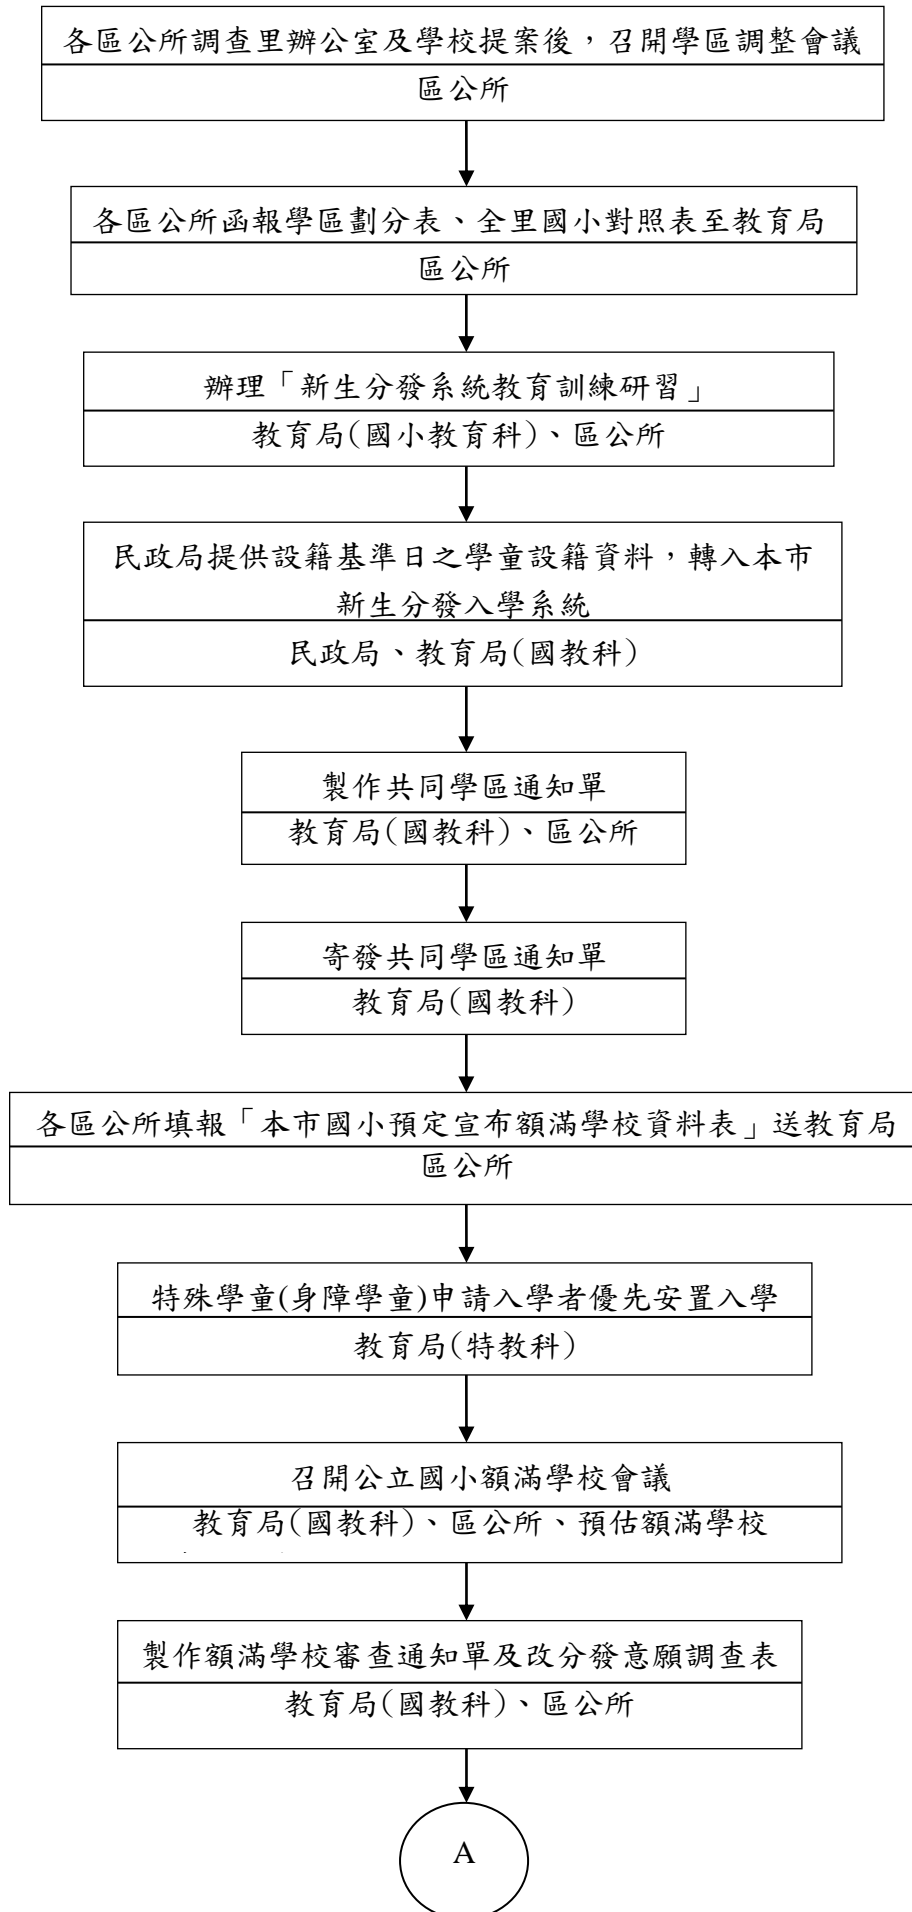 各區公所調查里辦公室及學校提案後，召開學區調整會議
區公所
各區公所函報學區劃分表、全里國小對照表至教育局
區公所
辦理「新生分發系統教育訓練研習」
教育局(國小教育科)、區公所
民政局提供設籍基準日之學童設籍資料，轉入本市
新生分發入學系統
民政局、教育局(國教科)
製作共同學區通知單
教育局(國教科)、區公所
寄發共同學區通知單
教育局(國教科)
各區公所填報「本市國小預定宣布額滿學校資料表」送教育局
區公所
特殊學童(身障學童)申請入學者優先安置入學
教育局(特教科)
召開公立國小額滿學校會議
教育局(國教科)、區公所、預估額滿學校
製作額滿學校審查通知單及改分發意願調查表
教育局(國教科)、區公所
A